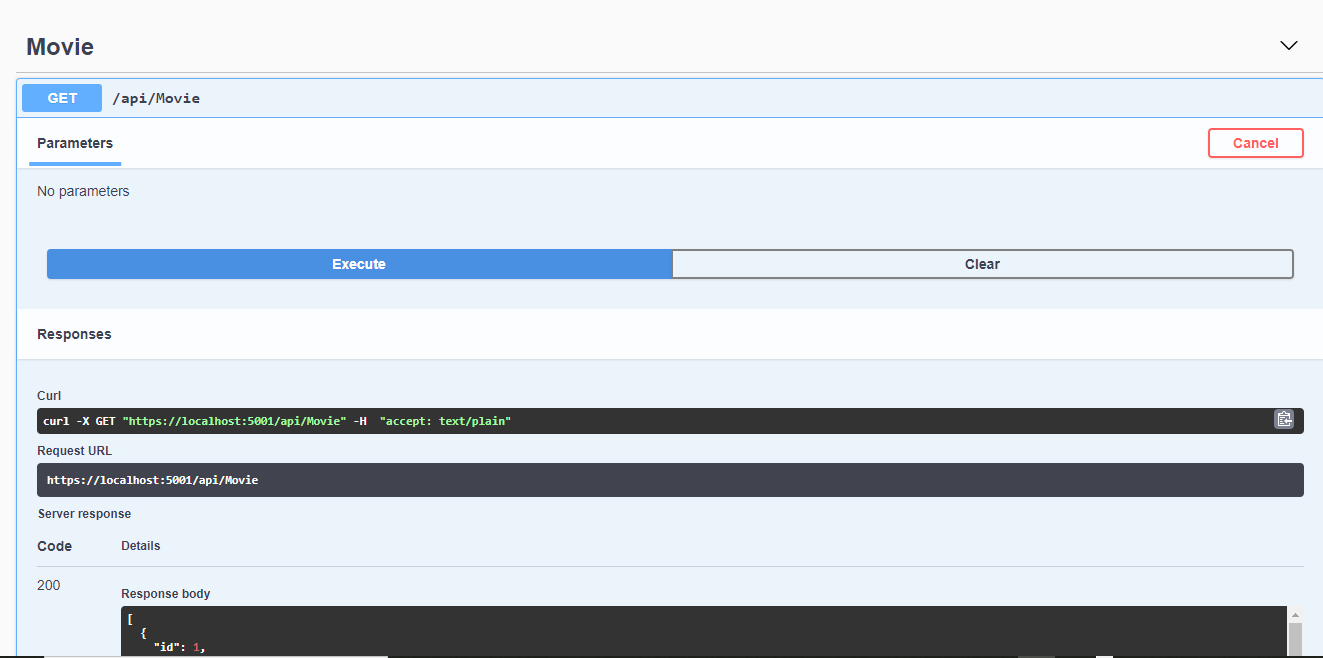 Movie
GET /api/Movie
Parameters Cancel
No parameters
Execute Clear
Responses
Curl
curl -X GET "https://localhost:5001/api/Movie" -H  "accept: text/plain"
Request URL
https://localhost:5001/api/Movie
Server response
Code Details
200
Response body
[
  {
    "id": 1,